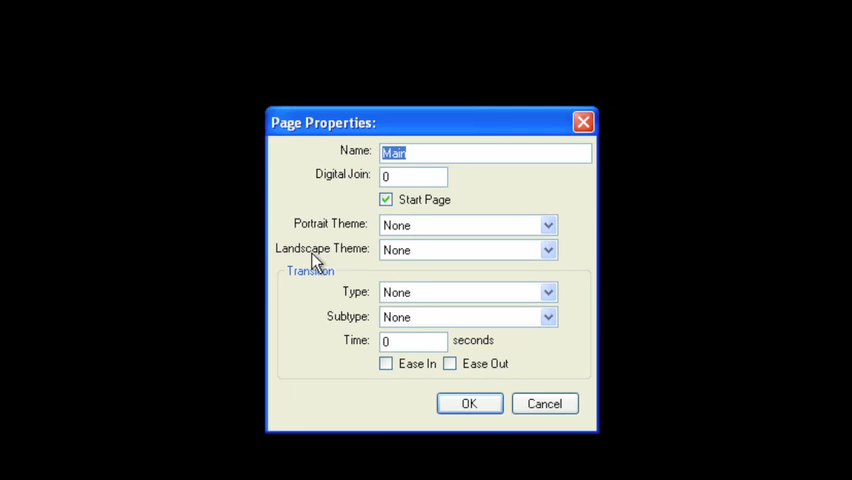 Page Properties:
Name: Main
Digital Join: 0
Start Page
Portrait Theme: None
Landscape Theme: None
Transition
Type: None
Subtype: None
Time: 0 seconds
Ease In Ease Out
OK Cancel